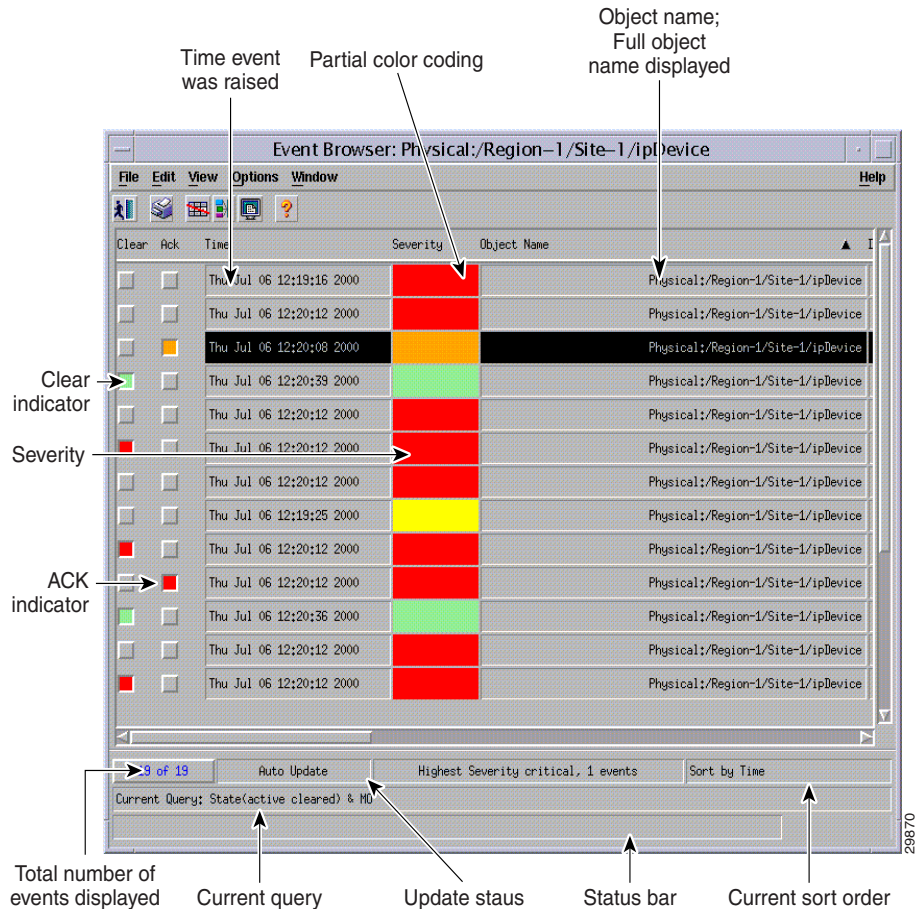 Object name;
Full object
name displayed
Time event
was raised
Partial color coding
Event Browser: Physical:/Region-1/Site-1/ipDevice
File Edit View Options Window Help
Clear Ack Time Severity Object Name
Thu Jul 06 12:19:16 2000 Physical:/Region-1/Site-1/ipDevice
Thu Jul 06 12:20:12 2000 Physical:/Region-1/Site-1/ipDevice
Thu Jul 06 12:20:08 2000 Physical:/Region-1/Site-1/ipDevice
Clear
indicator
Thu Jul 06 12:20:39 2000 Physical:/Region-1/Site-1/ipDevice
Thu Jul 06 12:20:12 2000 Physical:/Region-1/Site-1/ipDevice
Severity
Thu Jul 06 12:20:12 2000 Physical:/Region-1/Site-1/ipDevice
Thu Jul 06 12:20:12 2000 Physical:/Region-1/Site-1/ipDevice
Thu Jul 06 12:19:25 2000 Physical:/Region-1/Site-1/ipDevice
Thu Jul 06 12:20:12 2000 Physical:/Region-1/Site-1/ipDevice
ACK
indicator
Thu Jul 06 12:20:12 2000 Physical:/Region-1/Site-1/ipDevice
Thu Jul 06 12:20:36 2000 Physical:/Region-1/Site-1/ipDevice
Thu Jul 06 12:20:12 2000 Physical:/Region-1/Site-1/ipDevice
Thu Jul 06 12:20:12 2000 Physical:/Region-1/Site-1/ipDevice
of 19 Auto Update Highest Severity critical, 1 events Sort by Time
Current Query: State(active cleared) & MO
29870
Total number of
events displayed
Current query
Update staus
Status bar
Current sort order